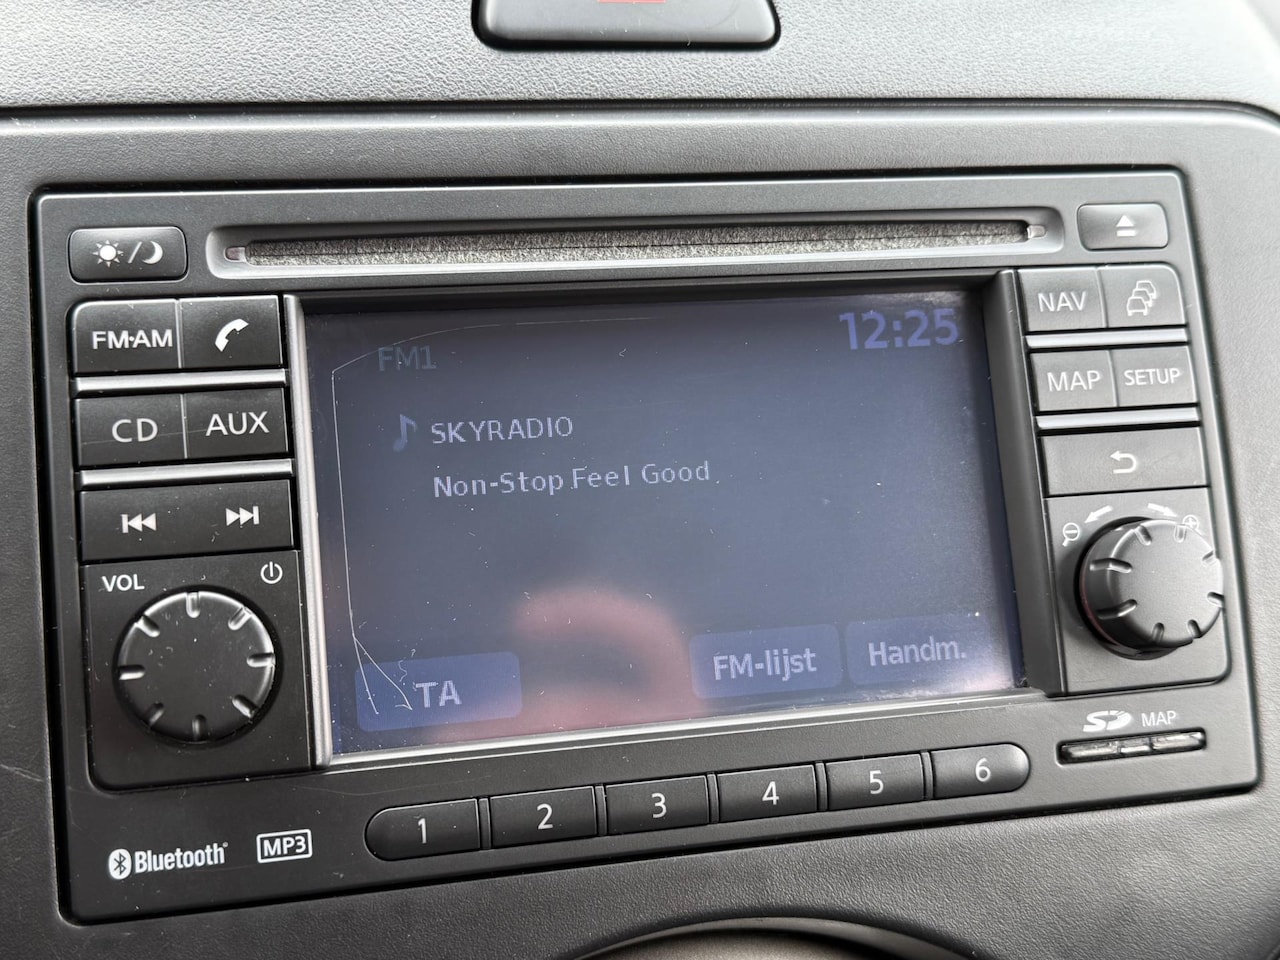 FM·AM
CD
AUX
VOL
FM1
12:25
SKYRADIO
Non-Stop Feel Good
TA
FM-lijst
Handm.
NAV
MAP
SETUP
SD MAP
1 2 3 4 5 6
Bluetooth®
MP3